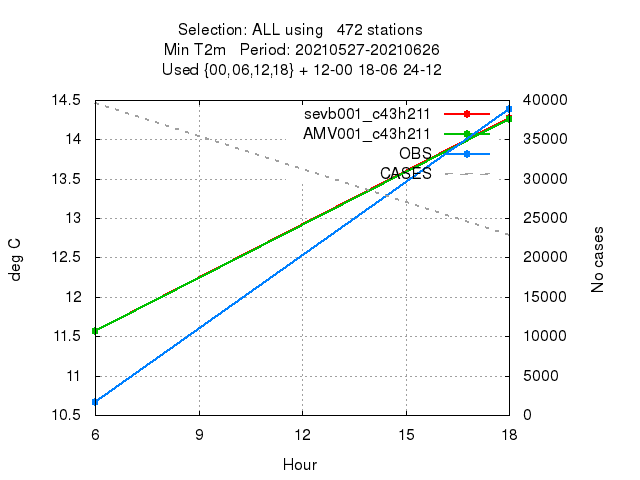 Selection: ALL using 472 stations
Min T2m Period: 20210527-20210626
Used {00,06,12,18} + 12-00 18-06 24-12
14.5 40000
sevb001_c43h211
14 35000
AMV001_c43h211
OBS
13.5 30000
CASES
13 25000
12.5 20000
12 15000
11.5 10000
11 5000
10.5 0
deg C
No cases
6 9 12 15 18
Hour